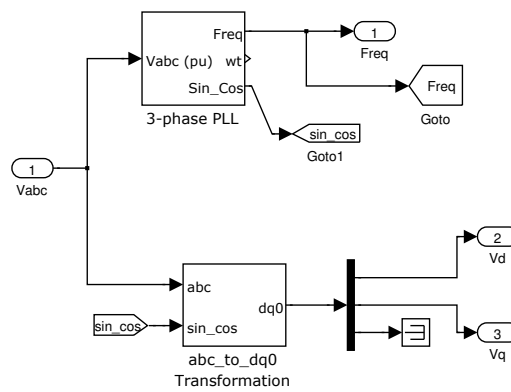 Freq
Vabc (pu)
wt
Sin_Cos
3-phase PLL
1
Freq
Freq
Goto
sin_cos
Goto1
1
Vabc
abc
sin_cos
dq0
sin_cos
abc_to_dq0
Transformation
2
Vd
3
Vq